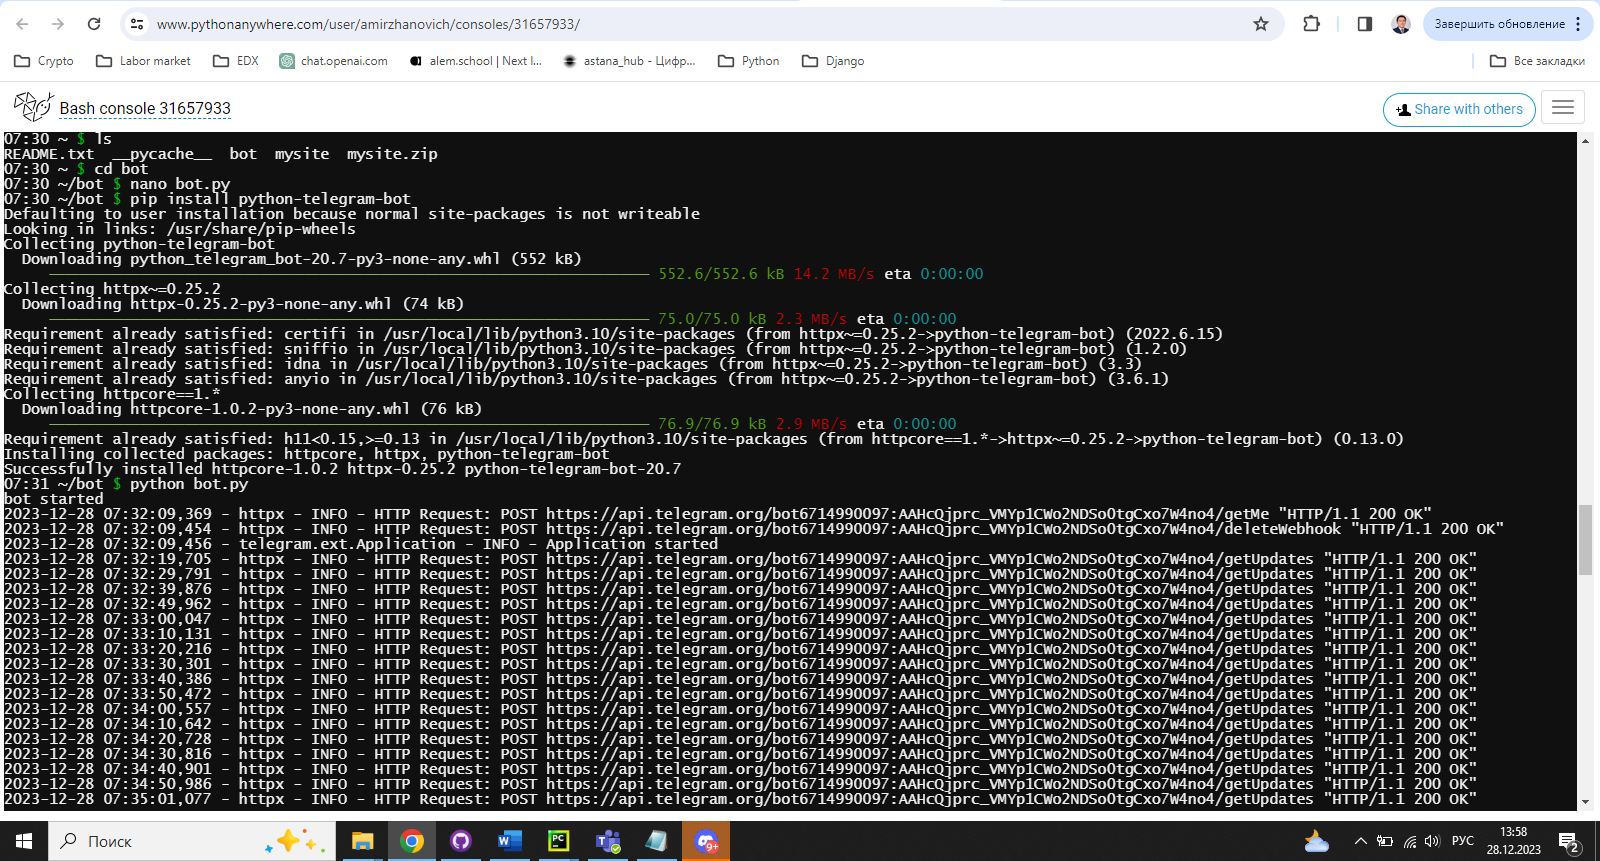 www.pythonanywhere.com/user/amirzhanovich/consoles/31657933/
Завершить обновление
Crypto
Labor market
EDX
chat.openai.com
alem.school | Next l...
astana_hub - Цифр...
Python
Django
Все закладки
Bash console 31657933
Share with others
07:30 ~ $ ls
README.txt  __pycache__  bot  mysite  mysite.zip
07:30 ~ $ cd bot
07:30 ~/bot $ nano bot.py
07:30 ~/bot $ pip install python-telegram-bot
Defaulting to user installation because normal site-packages is not writeable
Looking in links: /usr/share/pip-wheels
Collecting python-telegram-bot
Downloading python_telegram_bot-20.7-py3-none-any.whl (552 kB)
552.6/552.6 kB 14.2 MB/s eta 0:00:00
Collecting httpx~=0.25.2
Downloading httpx-0.25.2-py3-none-any.whl (74 kB)
75.0/75.0 kB 2.3 MB/s eta 0:00:00
Requirement already satisfied: certifi in /usr/local/lib/python3.10/site-packages (from httpx~=0.25.2->python-telegram-bot) (2022.6.15)
Requirement already satisfied: sniffio in /usr/local/lib/python3.10/site-packages (from httpx~=0.25.2->python-telegram-bot) (1.2.0)
Requirement already satisfied: idna in /usr/local/lib/python3.10/site-packages (from httpx~=0.25.2->python-telegram-bot) (3.3)
Requirement already satisfied: anyio in /usr/local/lib/python3.10/site-packages (from httpx~=0.25.2->python-telegram-bot) (3.6.1)
Collecting httpcore==1.*
Downloading httpcore-1.0.2-py3-none-any.whl (76 kB)
76.9/76.9 kB 2.9 MB/s eta 0:00:00
Requirement already satisfied: h11<0.15,>=0.13 in /usr/local/lib/python3.10/site-packages (from httpcore==1.*->httpx~=0.25.2->python-telegram-bot) (0.13.0)
Installing collected packages: httpcore, httpx, python-telegram-bot
Successfully installed httpcore-1.0.2 httpx-0.25.2 python-telegram-bot-20.7
07:31 ~/bot $ python bot.py
bot started
2023-12-28 07:32:09,369 - httpx - INFO - HTTP Request: POST https://api.telegram.org/bot6714990097:AAHcQjprc_VMYp1CWo2NDSoOtgCxo7W4no4/getMe "HTTP/1.1 200 OK"
2023-12-28 07:32:09,454 - httpx - INFO - HTTP Request: POST https://api.telegram.org/bot6714990097:AAHcQjprc_VMYp1CWo2NDSoOtgCxo7W4no4/deleteWebhook "HTTP/1.1 200 OK"
2023-12-28 07:32:09,456 - telegram.ext.Application - INFO - Application started
2023-12-28 07:32:19,705 - httpx - INFO - HTTP Request: POST https://api.telegram.org/bot6714990097:AAHcQjprc_VMYp1CWo2NDSoOtgCxo7W4no4/getUpdates "HTTP/1.1 200 OK"
2023-12-28 07:32:29,791 - httpx - INFO - HTTP Request: POST https://api.telegram.org/bot6714990097:AAHcQjprc_VMYp1CWo2NDSoOtgCxo7W4no4/getUpdates "HTTP/1.1 200 OK"
2023-12-28 07:32:39,876 - httpx - INFO - HTTP Request: POST https://api.telegram.org/bot6714990097:AAHcQjprc_VMYp1CWo2NDSoOtgCxo7W4no4/getUpdates "HTTP/1.1 200 OK"
2023-12-28 07:32:49,962 - httpx - INFO - HTTP Request: POST https://api.telegram.org/bot6714990097:AAHcQjprc_VMYp1CWo2NDSoOtgCxo7W4no4/getUpdates "HTTP/1.1 200 OK"
2023-12-28 07:33:00,047 - httpx - INFO - HTTP Request: POST https://api.telegram.org/bot6714990097:AAHcQjprc_VMYp1CWo2NDSoOtgCxo7W4no4/getUpdates "HTTP/1.1 200 OK"
2023-12-28 07:33:10,131 - httpx - INFO - HTTP Request: POST https://api.telegram.org/bot6714990097:AAHcQjprc_VMYp1CWo2NDSoOtgCxo7W4no4/getUpdates "HTTP/1.1 200 OK"
2023-12-28 07:33:20,216 - httpx - INFO - HTTP Request: POST https://api.telegram.org/bot6714990097:AAHcQjprc_VMYp1CWo2NDSoOtgCxo7W4no4/getUpdates "HTTP/1.1 200 OK"
2023-12-28 07:33:30,301 - httpx - INFO - HTTP Request: POST https://api.telegram.org/bot6714990097:AAHcQjprc_VMYp1CWo2NDSoOtgCxo7W4no4/getUpdates "HTTP/1.1 200 OK"
2023-12-28 07:33:40,386 - httpx - INFO - HTTP Request: POST https://api.telegram.org/bot6714990097:AAHcQjprc_VMYp1CWo2NDSoOtgCxo7W4no4/getUpdates "HTTP/1.1 200 OK"
2023-12-28 07:33:50,472 - httpx - INFO - HTTP Request: POST https://api.telegram.org/bot6714990097:AAHcQjprc_VMYp1CWo2NDSoOtgCxo7W4no4/getUpdates "HTTP/1.1 200 OK"
2023-12-28 07:34:00,557 - httpx - INFO - HTTP Request: POST https://api.telegram.org/bot6714990097:AAHcQjprc_VMYp1CWo2NDSoOtgCxo7W4no4/getUpdates "HTTP/1.1 200 OK"
2023-12-28 07:34:10,642 - httpx - INFO - HTTP Request: POST https://api.telegram.org/bot6714990097:AAHcQjprc_VMYp1CWo2NDSoOtgCxo7W4no4/getUpdates "HTTP/1.1 200 OK"
2023-12-28 07:34:20,728 - httpx - INFO - HTTP Request: POST https://api.telegram.org/bot6714990097:AAHcQjprc_VMYp1CWo2NDSoOtgCxo7W4no4/getUpdates "HTTP/1.1 200 OK"
2023-12-28 07:34:30,816 - httpx - INFO - HTTP Request: POST https://api.telegram.org/bot6714990097:AAHcQjprc_VMYp1CWo2NDSoOtgCxo7W4no4/getUpdates "HTTP/1.1 200 OK"
2023-12-28 07:34:40,901 - httpx - INFO - HTTP Request: POST https://api.telegram.org/bot6714990097:AAHcQjprc_VMYp1CWo2NDSoOtgCxo7W4no4/getUpdates "HTTP/1.1 200 OK"
2023-12-28 07:34:50,986 - httpx - INFO - HTTP Request: POST https://api.telegram.org/bot6714990097:AAHcQjprc_VMYp1CWo2NDSoOtgCxo7W4no4/getUpdates "HTTP/1.1 200 OK"
2023-12-28 07:35:01,077 - httpx - INFO - HTTP Request: POST https://api.telegram.org/bot6714990097:AAHcQjprc_VMYp1CWo2NDSoOtgCxo7W4no4/getUpdates "HTTP/1.1 200 OK"
Поиск
W
PC
9+
РУС
13:58
28.12.2023
2